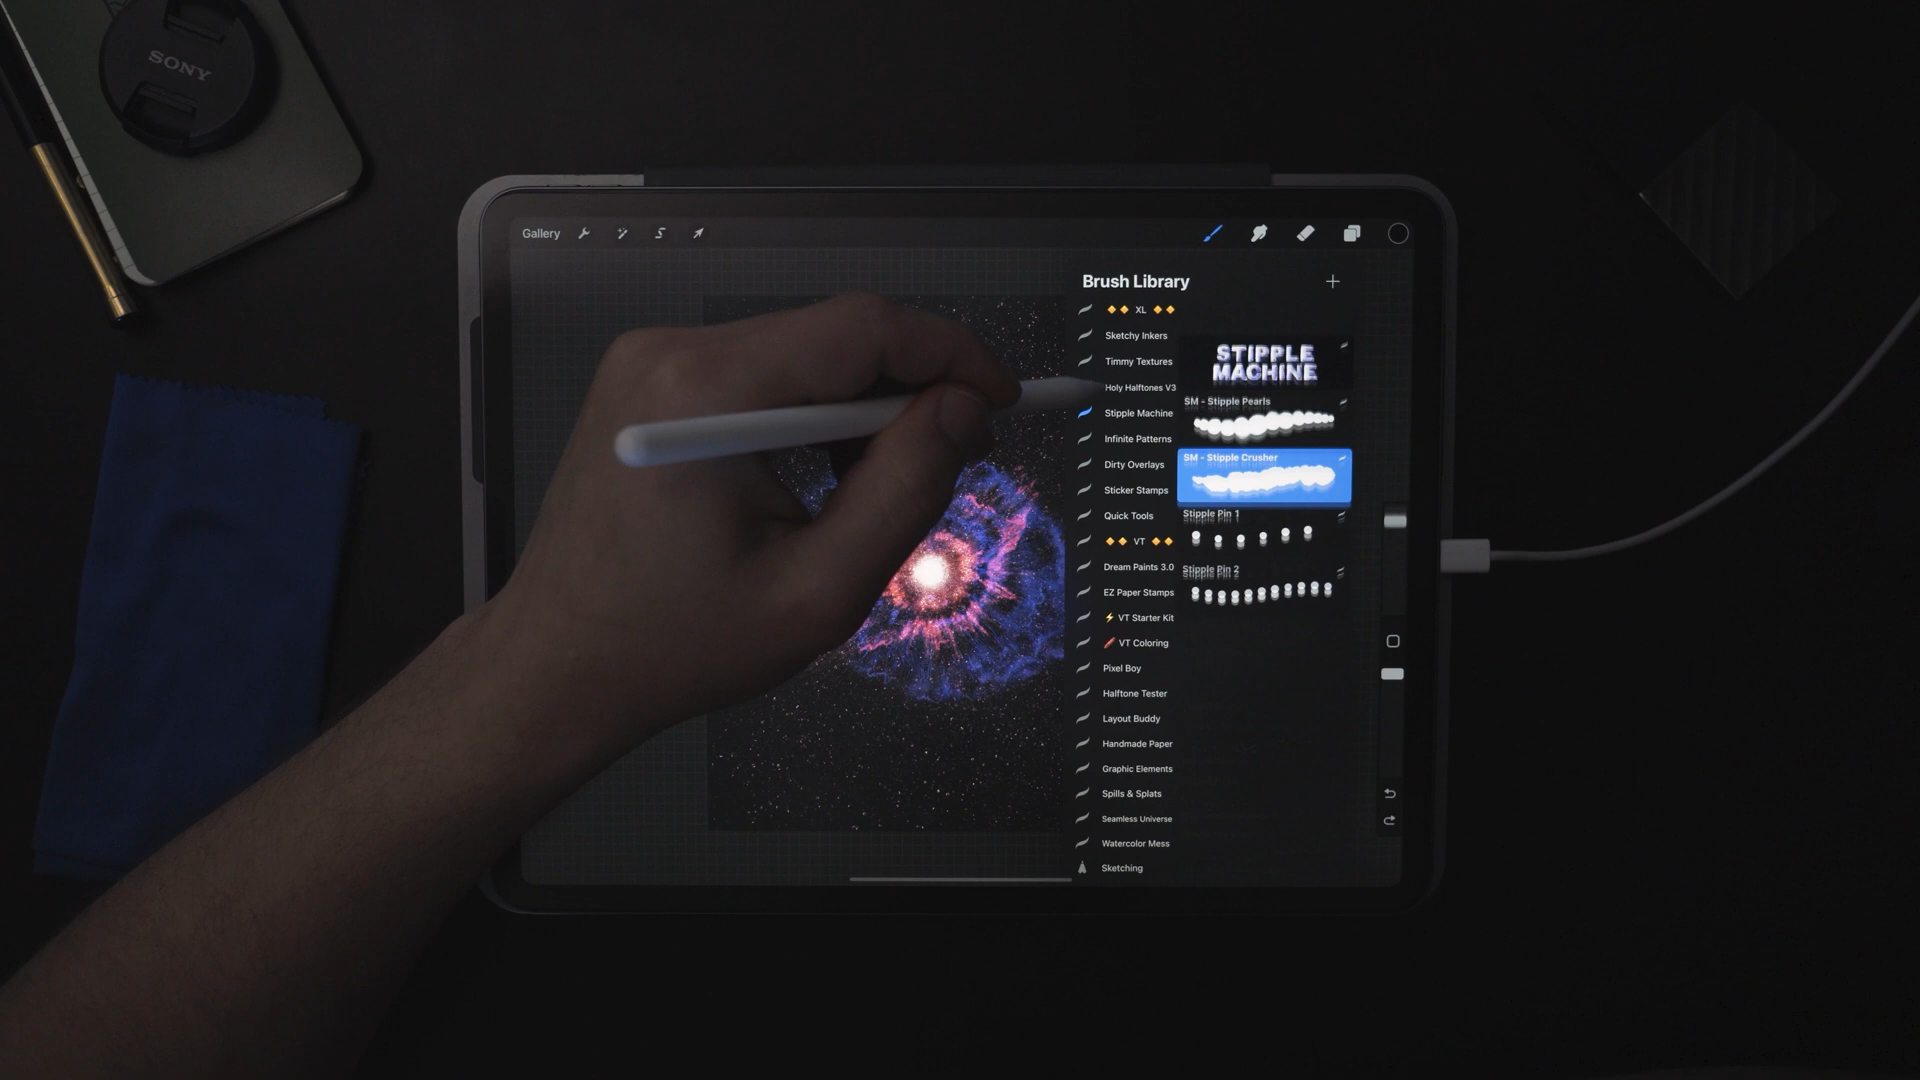 SONY
Gallery
Brush Library
XL
Sketchy Inkers
Timmy Textures
Holy Halftones V3
Stipple Machine
Infinite Patterns
Dirty Overlays
Sticker Stamps
Quick Tools
VT
Dream Paints 3.0
EZ Paper Stamps
VT Starter Kit
VT Coloring
Pixel Boy
Halftone Tester
Layout Buddy
Handmade Paper
Graphic Elements
Spills & Splats
Seamless Universe
Watercolor Mess
Sketching
STIPPLE
MACHINE
SM - Stipple Pearls
SM - Stipple Crusher
Stipple Pin 1
Stipple Pin 2